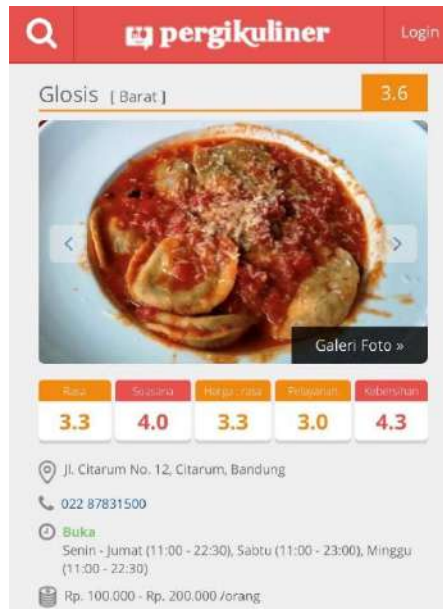 pergikuliner
Login
Glosis [ Barat ]
3.6
Galeri Foto »
Rasa
Suasana
Harga : rasa
Pelayanan
Kebersihan
3.3
4.0
3.3
3.0
4.3
Jl. Citarum No. 12, Citarum, Bandung
022 87831500
Buka
Senin - Jumat (11:00 - 22:30), Sabtu (11:00 - 23:00), Minggu
(11:00 - 22:30)
Rp. 100.000 - Rp. 200.000 /orang